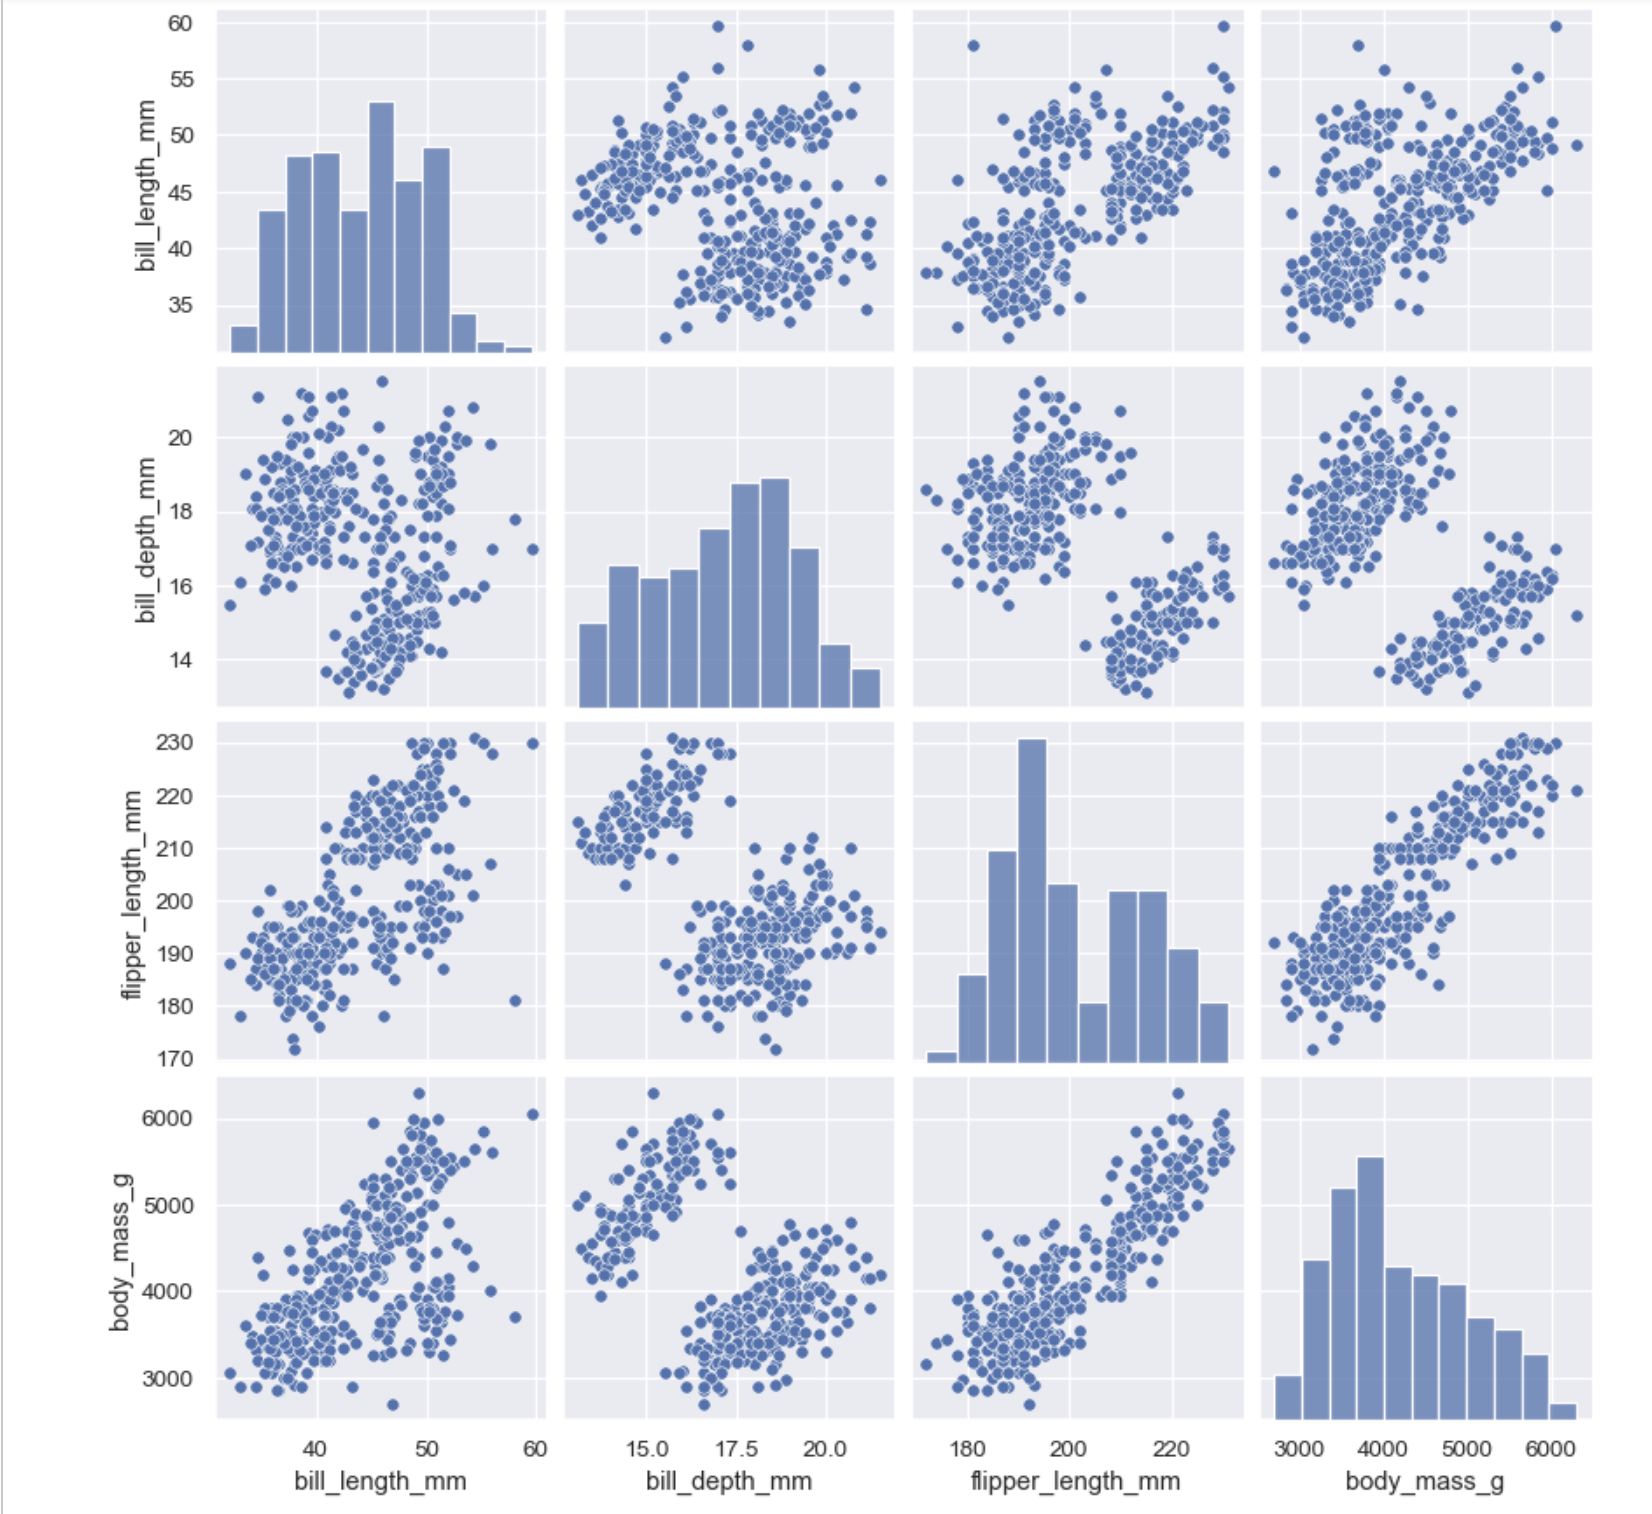 60
55
50
45
40
35
bill_length_mm
20
18
16
14
bill_depth_mm
230
220
210
200
190
180
170
flipper_length_mm
6000
5000
4000
3000
body_mass_g
40 50 60
15.0 17.5 20.0
180 200 220
3000 4000 5000 6000
bill_length_mm
bill_depth_mm
flipper_length_mm
body_mass_g